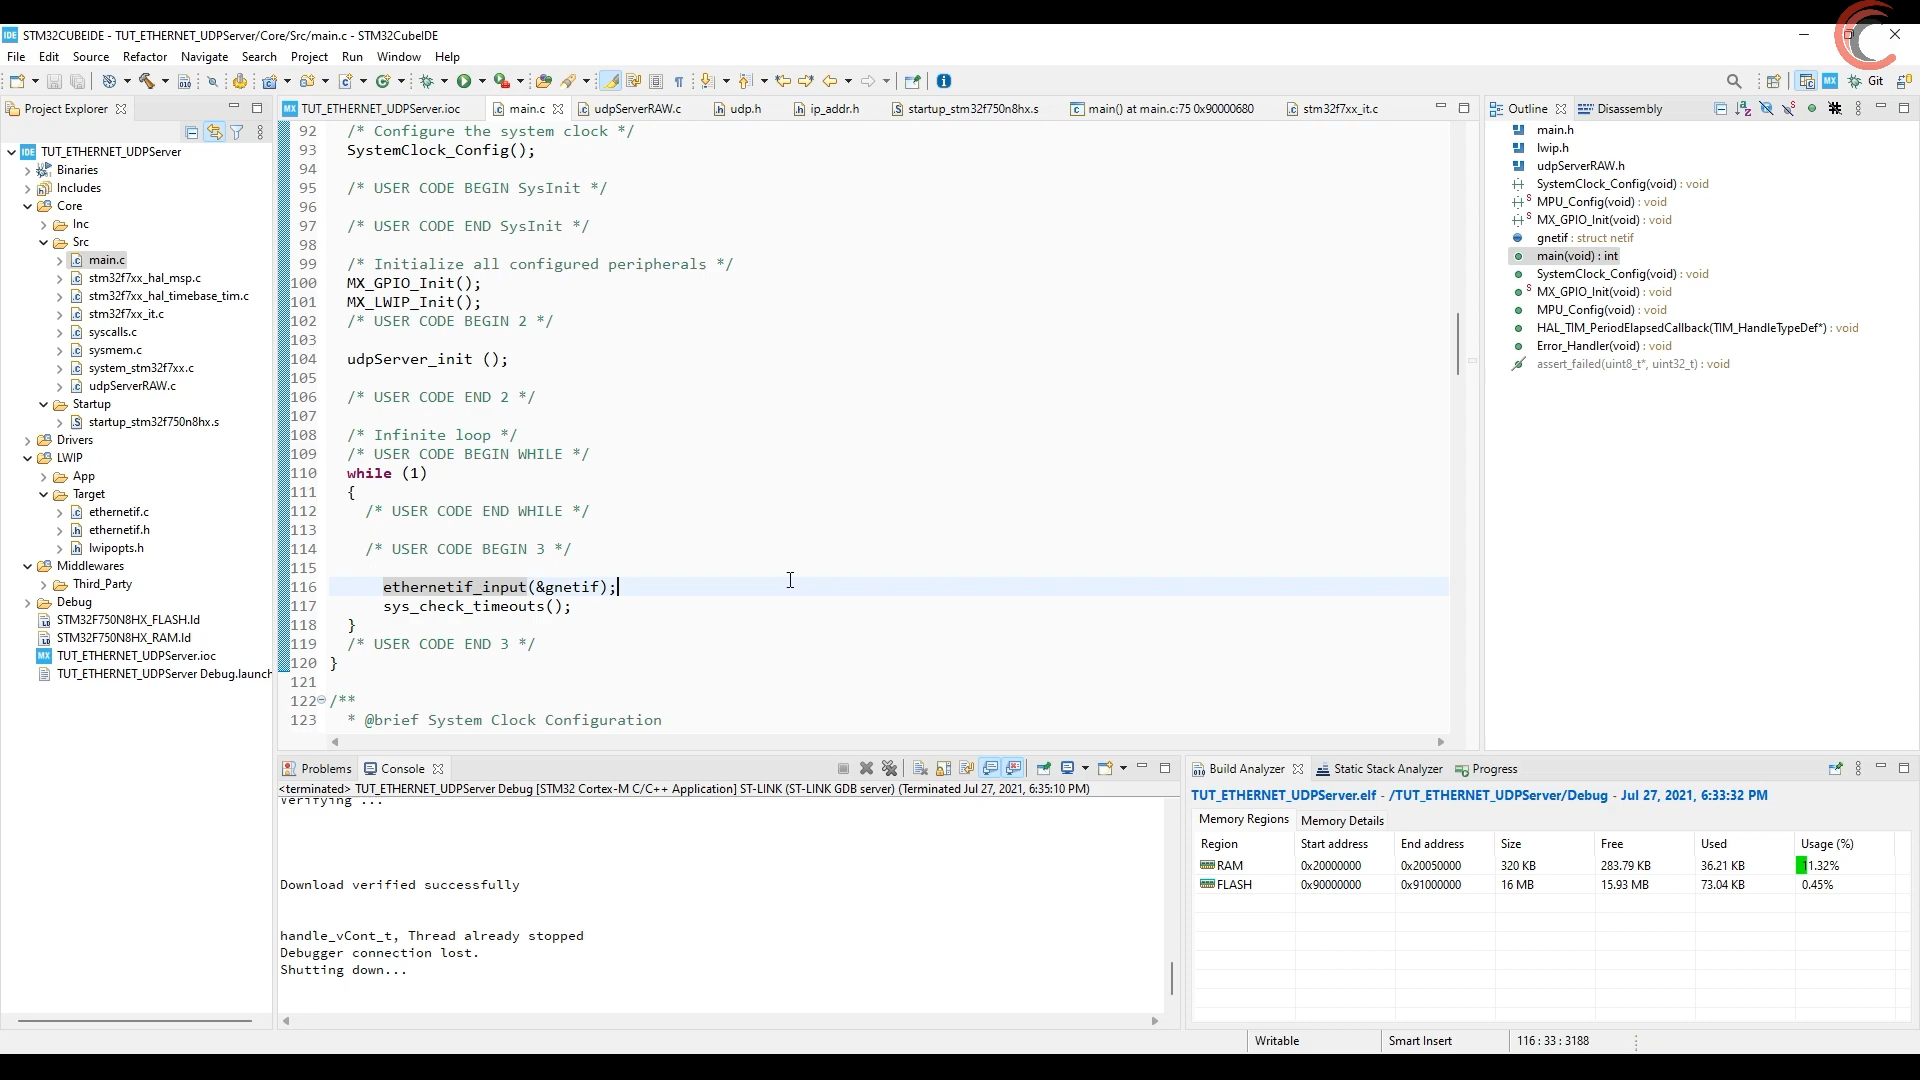 STM32CUBEIDE - TUT_ETHERNET_UDPServer/Core/Src/main.c - STM32CubeIDE
File Edit Source Refactor Navigate Search Project Run Window Help
Git
Project Explorer
TUT_ETHERNET_UDPServer
Binaries
Includes
Core
Inc
Src
main.c
stm32f7xx_hal_msp.c
stm32f7xx_hal_timebase_tim.c
stm32f7xx_it.c
syscalls.c
sysmem.c
system_stm32f7xx.c
udpServerRAW.c
Startup
startup_stm32f750n8hx.s
Drivers
LWIP
App
Target
ethernetif.c
ethernetif.h
lwipopts.h
Middlewares
Third_Party
Debug
STM32F750N8HX_FLASH.ld
STM32F750N8HX_RAM.ld
TUT_ETHERNET_UDPServer.ioc
TUT_ETHERNET_UDPServer Debug.launch
TUT_ETHERNET_UDPServer.ioc main.c udpServerRAW.c udp.h ip_addr.h startup_stm32f750n8hx.s main() at main.c:75 0x90000680 stm32f7xx_it.c
92 /* Configure the system clock */
93 SystemClock_Config();
94
95 /* USER CODE BEGIN SysInit */
96
97 /* USER CODE END SysInit */
98
99 /* Initialize all configured peripherals */
100 MX_GPIO_Init();
101 MX_LWIP_Init();
102 /* USER CODE BEGIN 2 */
103
104 udpServer_init ();
105
106 /* USER CODE END 2 */
107
108 /* Infinite loop */
109 /* USER CODE BEGIN WHILE */
110 while (1)
111 {
112 /* USER CODE END WHILE */
113
114 /* USER CODE BEGIN 3 */
115
116 ethernetif_input(&gnetif);
117 sys_check_timeouts();
118 }
119 /* USER CODE END 3 */
120 }
121
122 /**
123 * @brief System Clock Configuration
Outline Disassembly
main.h
lwip.h
udpServerRAW.h
SystemClock_Config(void) : void
MPU_Config(void) : void
MX_GPIO_Init(void) : void
gnetif : struct netif
main(void) : int
SystemClock_Config(void) : void
MX_GPIO_Init(void) : void
MPU_Config(void) : void
HAL_TIM_PeriodElapsedCallback(TIM_HandleTypeDef*) : void
Error_Handler(void) : void
assert_failed(uint8_t*, uint32_t) : void
Problems Console
<terminated> TUT_ETHERNET_UDPServer Debug [STM32 Cortex-M C/C++ Application] ST-LINK (ST-LINK GDB server) (Terminated Jul 27, 2021, 6:35:10 PM)
Verifying ...
Download verified successfully
handle_vCont_t, Thread already stopped
Debugger connection lost.
Shutting down...
Build Analyzer Static Stack Analyzer Progress
TUT_ETHERNET_UDPServer.elf - /TUT_ETHERNET_UDPServer/Debug - Jul 27, 2021, 6:33:32 PM
Memory Regions Memory Details
Region Start address End address Size Free Used Usage (%)
RAM 0x20000000 0x20050000 320 KB 283.79 KB 36.21 KB 11.32%
FLASH 0x90000000 0x91000000 16 MB 15.93 MB 73.04 KB 0.45%
Writable Smart Insert 116 : 33 : 3188